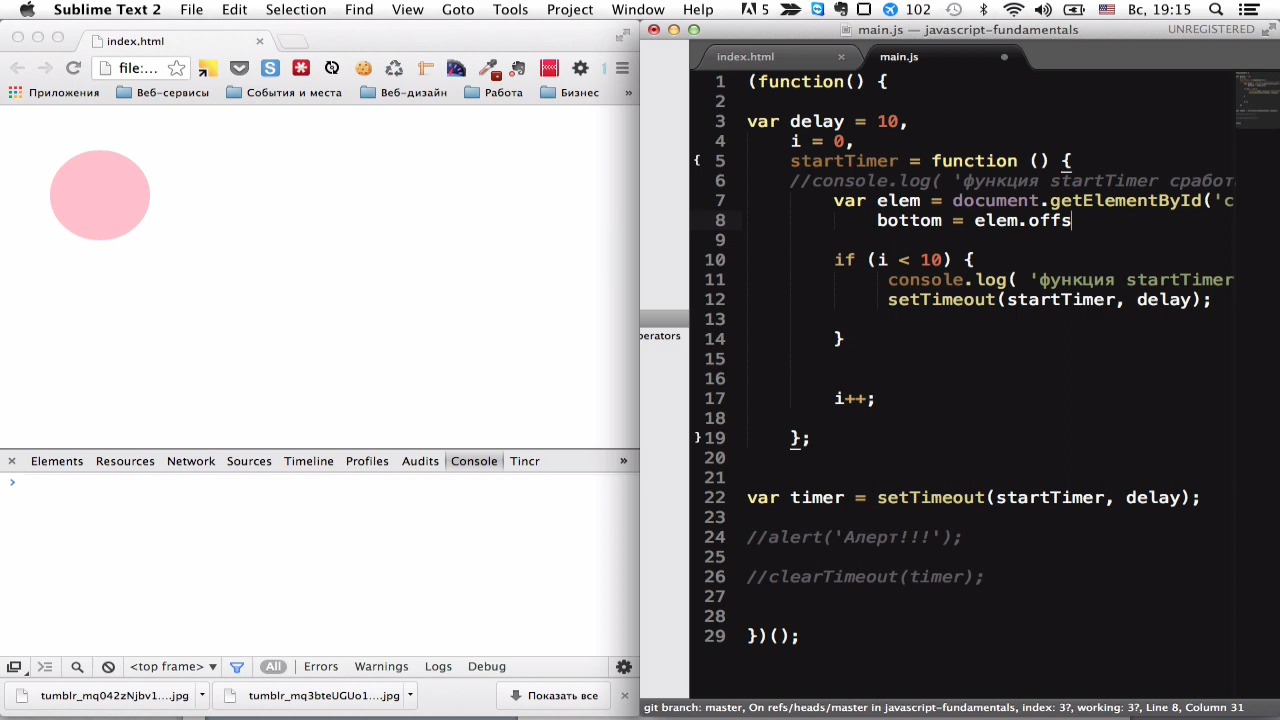 Sublime Text 2 File Edit Selection Find View Goto Tools Project Window Help 5 102 Вс, 19:15
index.html
file:...
Приложе... Веб-сервисы События и места Веб-дизайн Работа Бизнес »
Elements Resources Network Sources Timeline Profiles Audits Console Tincr »
>
<top frame> All Errors Warnings Logs Debug
tumblr_mq042zNjbv1....jpg tumblr_mq3bteUGUo1....jpg Показать все
main.js — javascript-fundamentals UNREGISTERED
index.html main.js
perators
1 (function() {
2
3 var delay = 10,
4 i = 0,
5 startTimer = function () {
6 //console.log( 'функция startTimer сработ
7 var elem = document.getElementById('c
8 bottom = elem.offs
9
10 if (i < 10) {
11 console.log( 'функция startTimer
12 setTimeout(startTimer, delay);
13
14 }
15
16
17 i++;
18
19 };
20
21
22 var timer = setTimeout(startTimer, delay);
23
24 //alert('Алерт!!!');
25
26 //clearTimeout(timer);
27
28
29 })();
git branch: master, On refs/heads/master in javascript-fundamentals, index: 3?, working: 3?, Line 8, Column 31